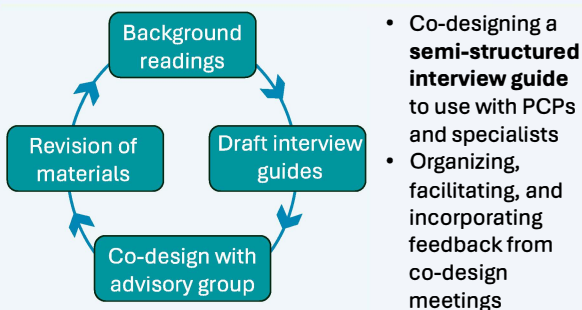 Background
readings
Draft interview
guides
Co-design with
advisory group
Revision of
materials
• Co-designing a
semi-structured
interview guide
to use with PCPs
and specialists
• Organizing,
facilitating, and
incorporating
feedback from
co-design
meetings